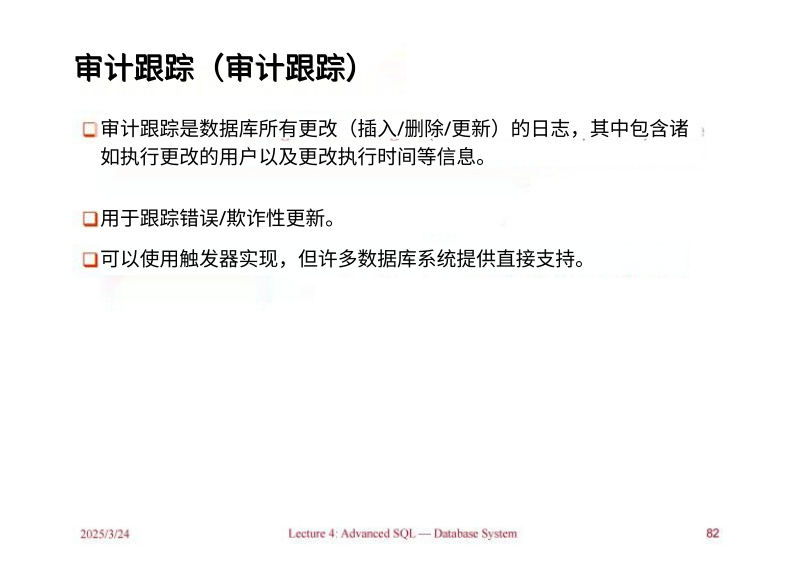 审计跟踪（审计跟踪）
审计跟踪是数据库所有更改（插入/删除/更新）的日志，其中包含诸
如执行更改的用户以及更改执行时间等信息。
用于跟踪错误/欺诈性更新。
可以使用触发器实现，但许多数据库系统提供直接支持。
2025/3/24
Lecture 4: Advanced SQL — Database System
82